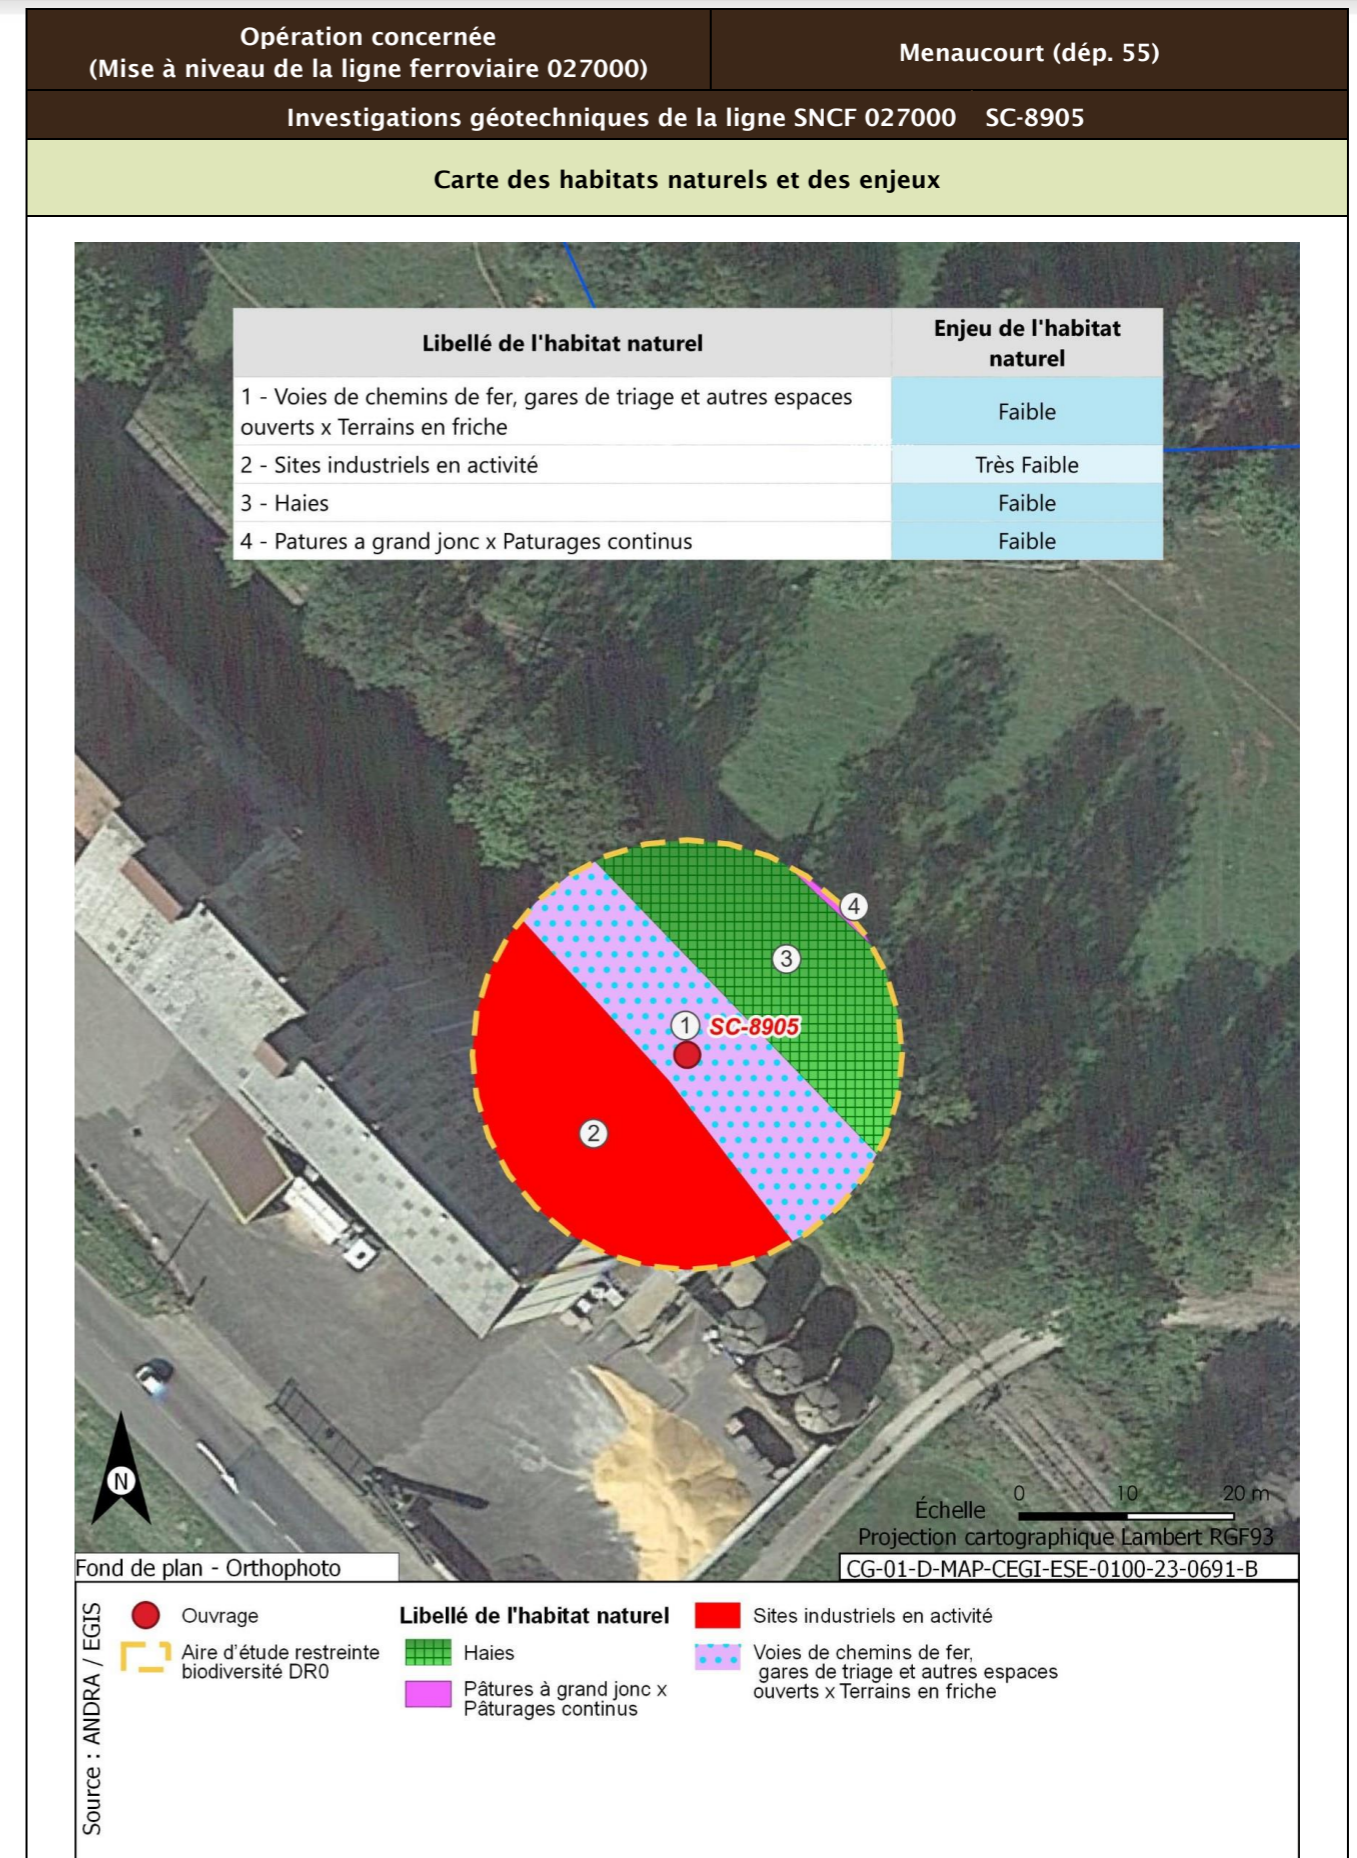 Opération concernée
(Mise à niveau de la ligne ferroviaire 027000)
Menaucourt (dép. 55)
Investigations géotechniques de la ligne SNCF 027000 SC-8905
Carte des habitats naturels et des enjeux
Libellé de l'habitat naturel
Enjeu de l'habitat
naturel
1 - Voies de chemins de fer, gares de triage et autres espaces
ouverts x Terrains en friche
Faible
2 - Sites industriels en activité
Très Faible
3 - Haies
Faible
4 - Patures a grand jonc x Paturages continus
Faible
4
3
1
SC-8905
2
N
0 10 20 m
Échelle
Projection cartographique Lambert RGF93
Fond de plan - Orthophoto
CG-01-D-MAP-CEGI-ESE-0100-23-0691-B
Source : ANDRA / EGIS
Ouvrage
Aire d'étude restreinte
biodiversité DR0
Libellé de l'habitat naturel
Haies
Pâtures à grand jonc x
Pâturages continus
Sites industriels en activité
Voies de chemins de fer,
gares de triage et autres espaces
ouverts x Terrains en friche